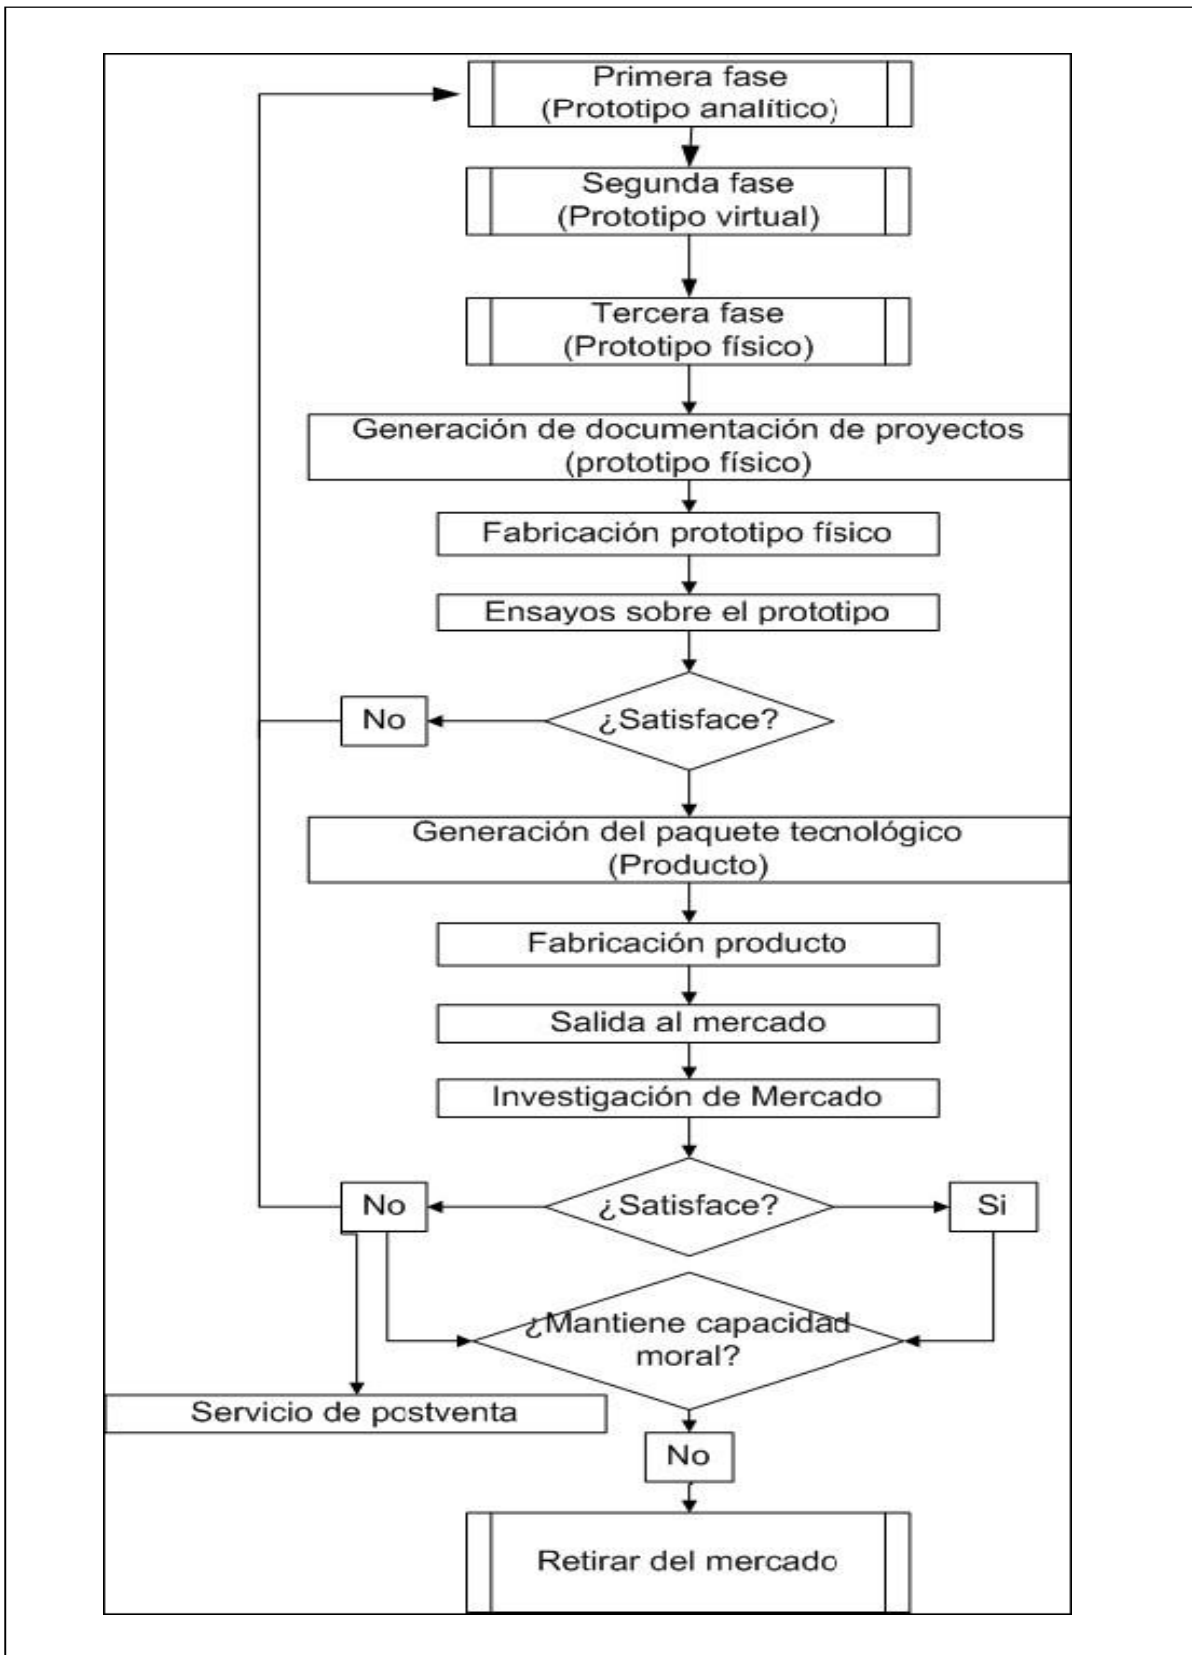 Primera fase
(Prototipo analítico)
Segunda fase
(Prototipo virtual)
Tercera fase
(Prototipo físico)
Generación de documentación de proyectos
(prototipo físico)
Fabricación prototipo físico
Ensayos sobre el prototipo
No
¿Satisface?
Generación del paquete tecnológico
(Producto)
Fabricación producto
Salida al mercado
Investigación de Mercado
No
¿Satisface?
Si
¿Mantiene capacidad
moral?
Servicio de postventa
No
Retirar del mercado